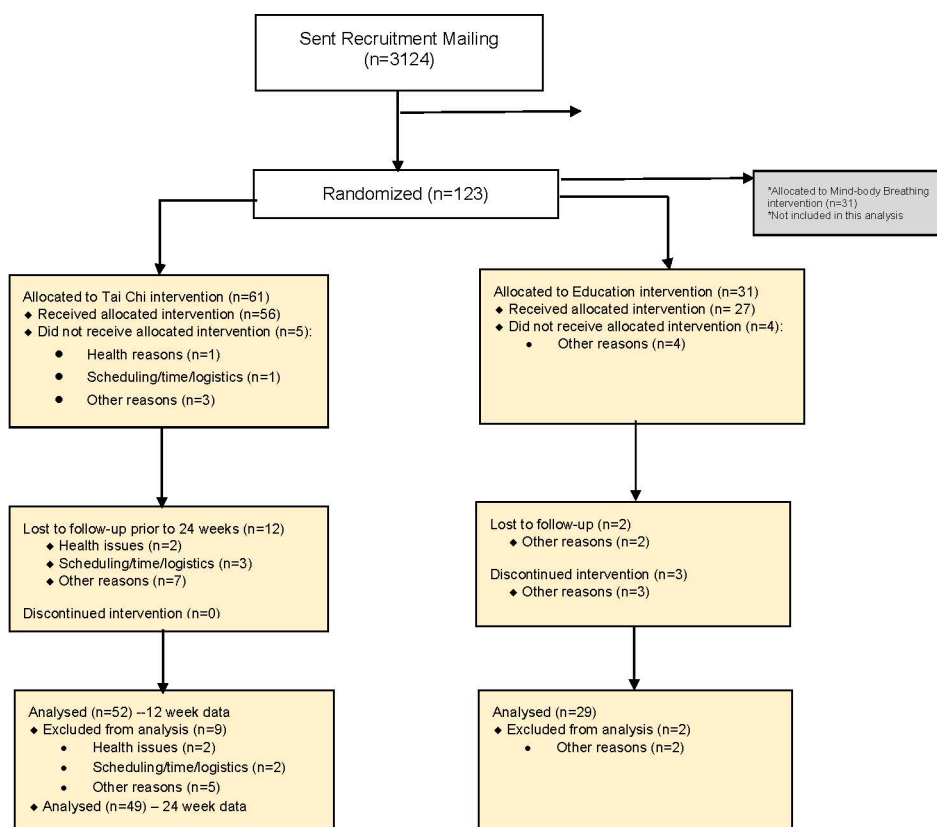 Sent Recruitment Mailing
(n=3124)
Randomized (n=123)
*Allocated to Mind-body Breathing
intervention (n=31)
*Not included in this analysis
Allocated to Tai Chi intervention (n=61)
◆ Received allocated intervention (n=56)
◆ Did not receive allocated intervention (n=5):
● Health reasons (n=1)
● Scheduling/time/logistics (n=1)
● Other reasons (n=3)
Allocated to Education intervention (n=31)
◆ Received allocated intervention (n= 27)
◆ Did not receive allocated intervention (n=4):
● Other reasons (n=4)
Lost to follow-up prior to 24 weeks (n=12)
◆ Health issues (n=2)
◆ Scheduling/time/logistics (n=3)
◆ Other reasons (n=7)
Discontinued intervention (n=0)
Lost to follow-up (n=2)
◆ Other reasons (n=2)
Discontinued intervention (n=3)
◆ Other reasons (n=3)
Analysed (n=52) --12 week data
◆ Excluded from analysis (n=9)
● Health issues (n=2)
● Scheduling/time/logistics (n=2)
● Other reasons (n=5)
◆ Analysed (n=49) – 24 week data
Analysed (n=29)
◆ Excluded from analysis (n=2)
● Other reasons (n=2)